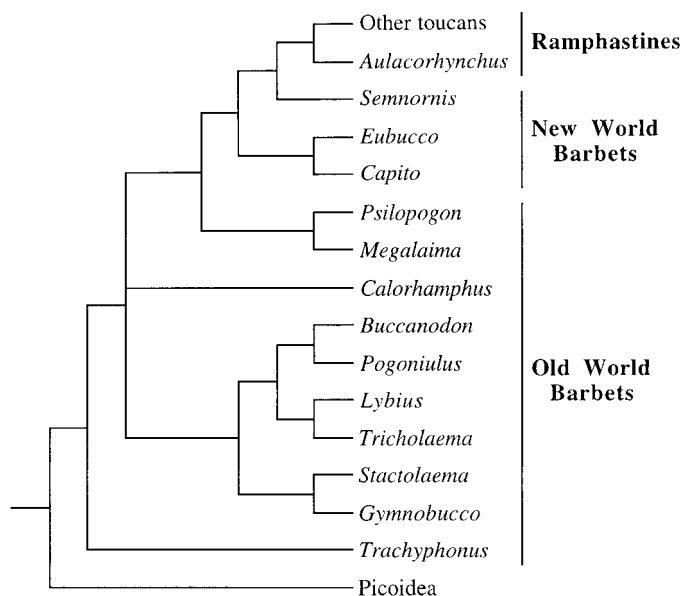 Other toucans
Aulacorhynchus
Ramphastines
Semnornis
Eubucco
Capito
New World
Barbets
Psilopogon
Megalaima
Calorhamphus
Buccanodon
Pogoniulus
Lybius
Tricholaema
Stactolaema
Gymnobucco
Trachyphonus
Old World
Barbets
Picoidea